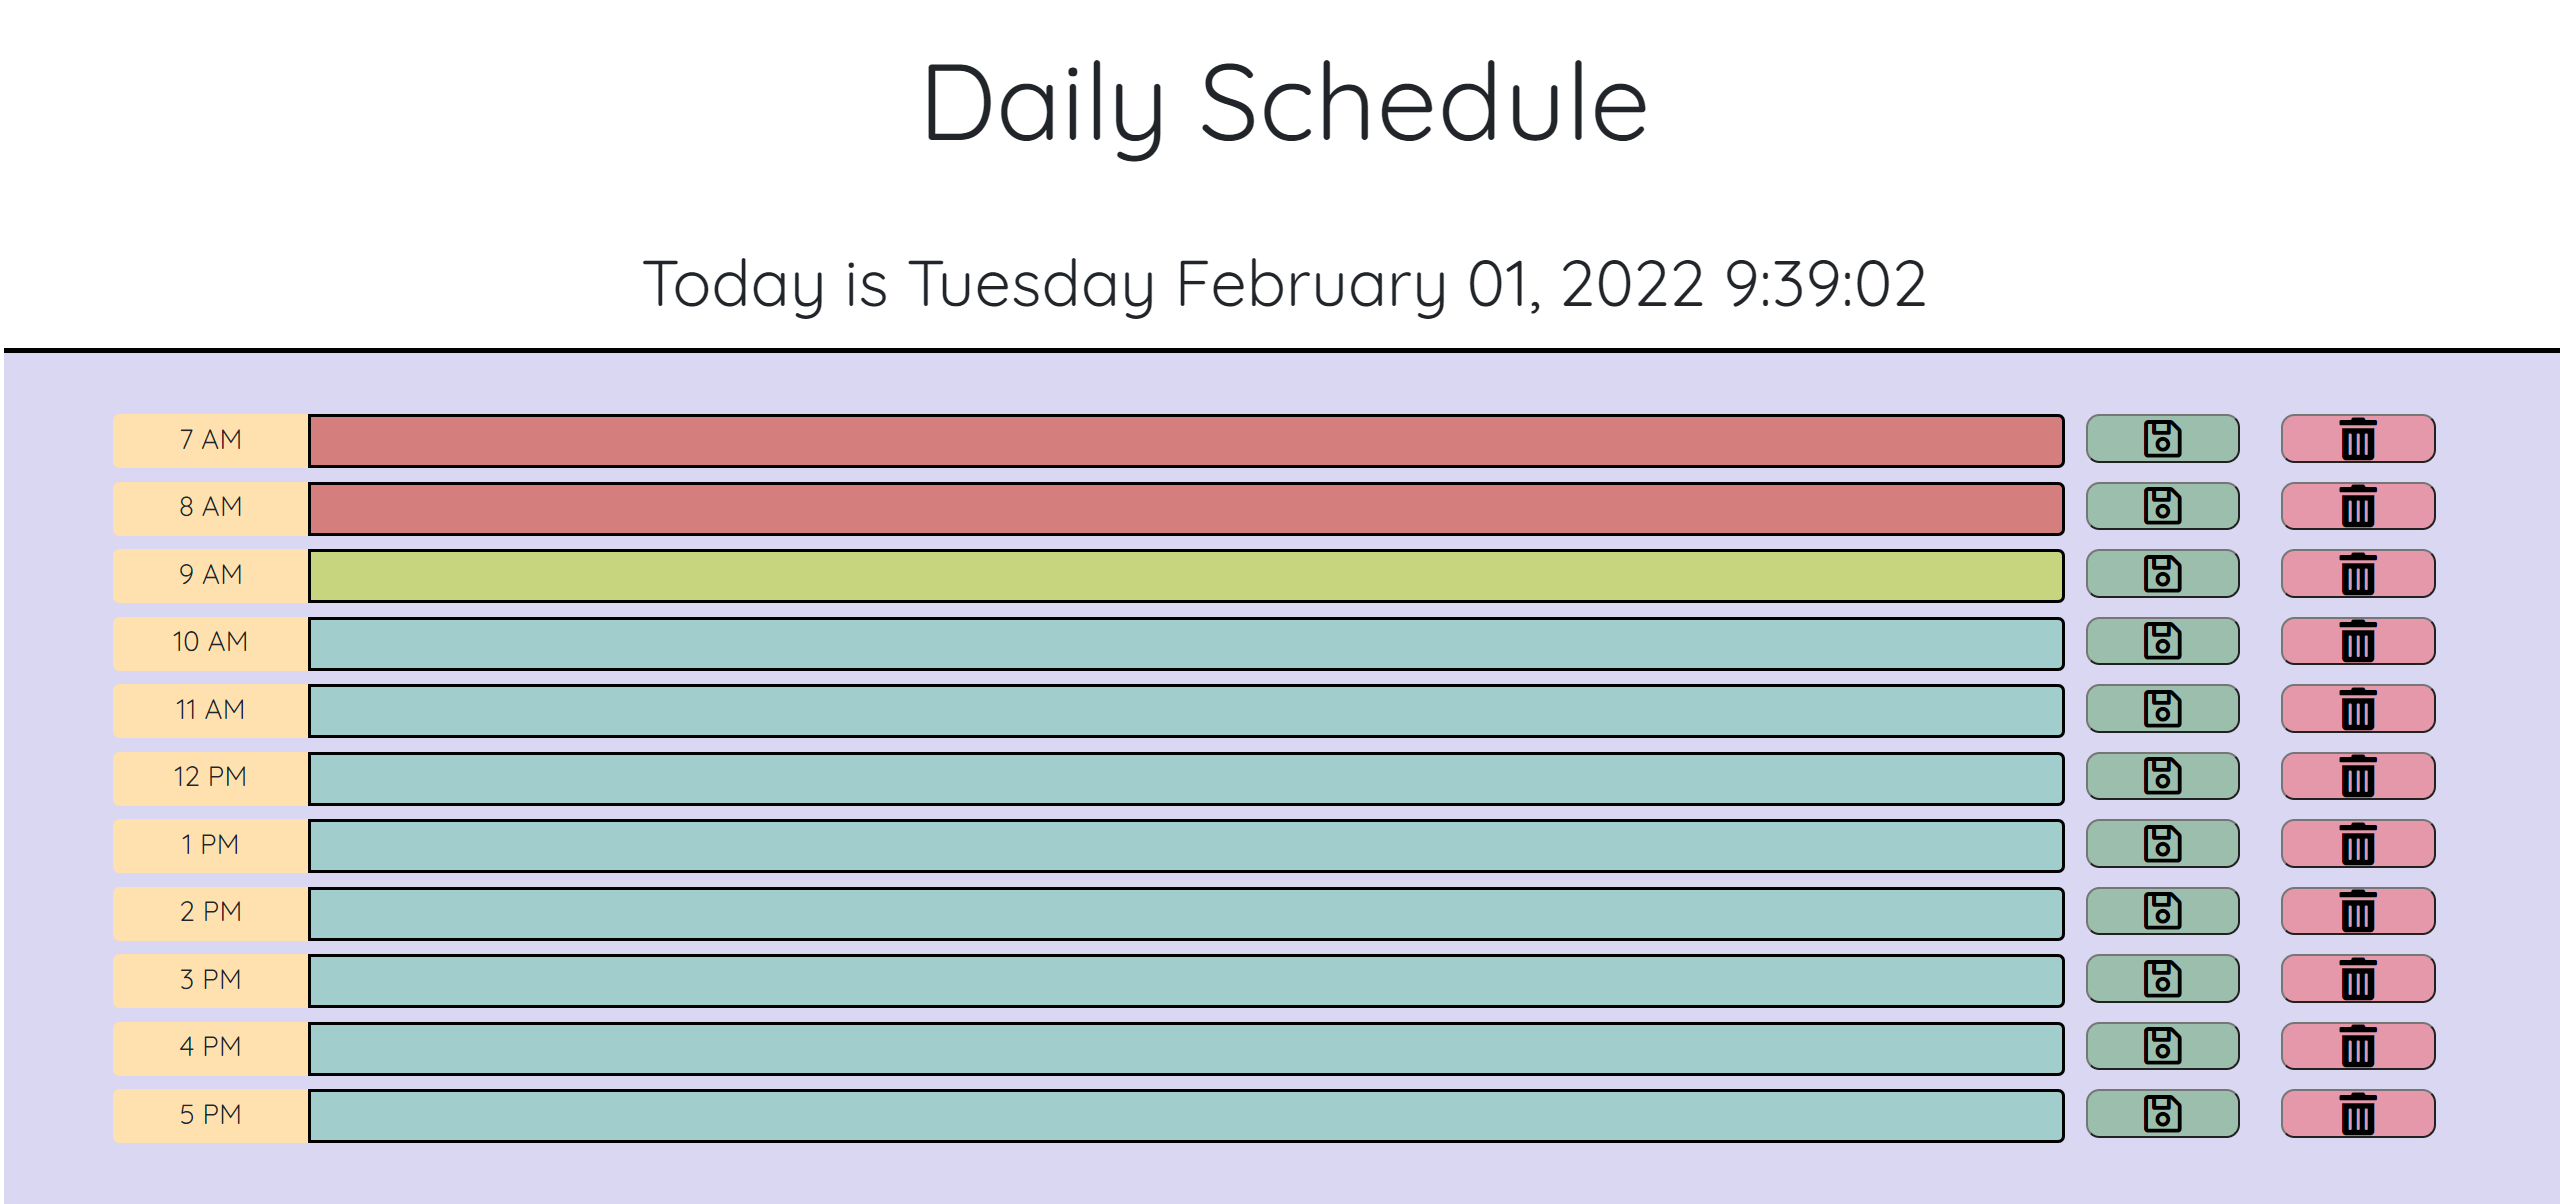 Daily Schedule
Today is Tuesday February 01, 2022 9:39:02
7 AM
8 AM
9 AM
10 AM
11 AM
12 PM
1 PM
2 PM
3 PM
4 PM
5 PM